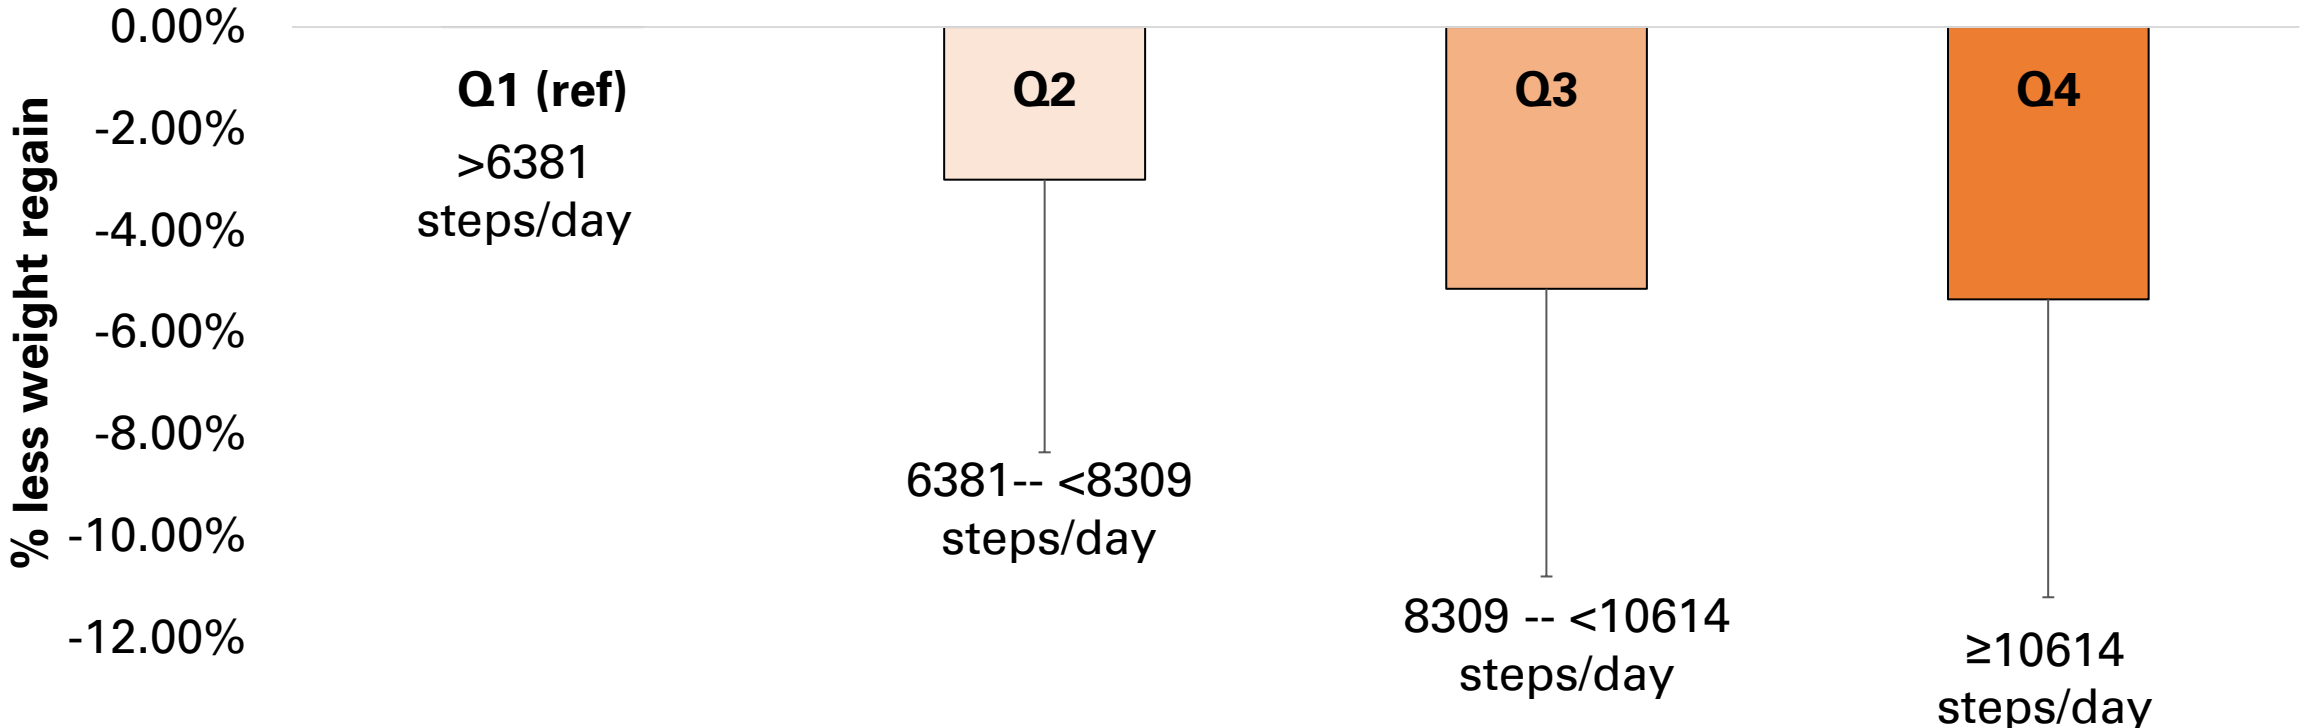 % less weight regain
0.00%
-2.00%
-4.00%
-6.00%
-8.00%
-10.00%
-12.00%
Q1 (ref)
>6381
steps/day
Q2
6381-- <8309
steps/day
Q3
8309 -- <10614
steps/day
Q4
≥10614
steps/day